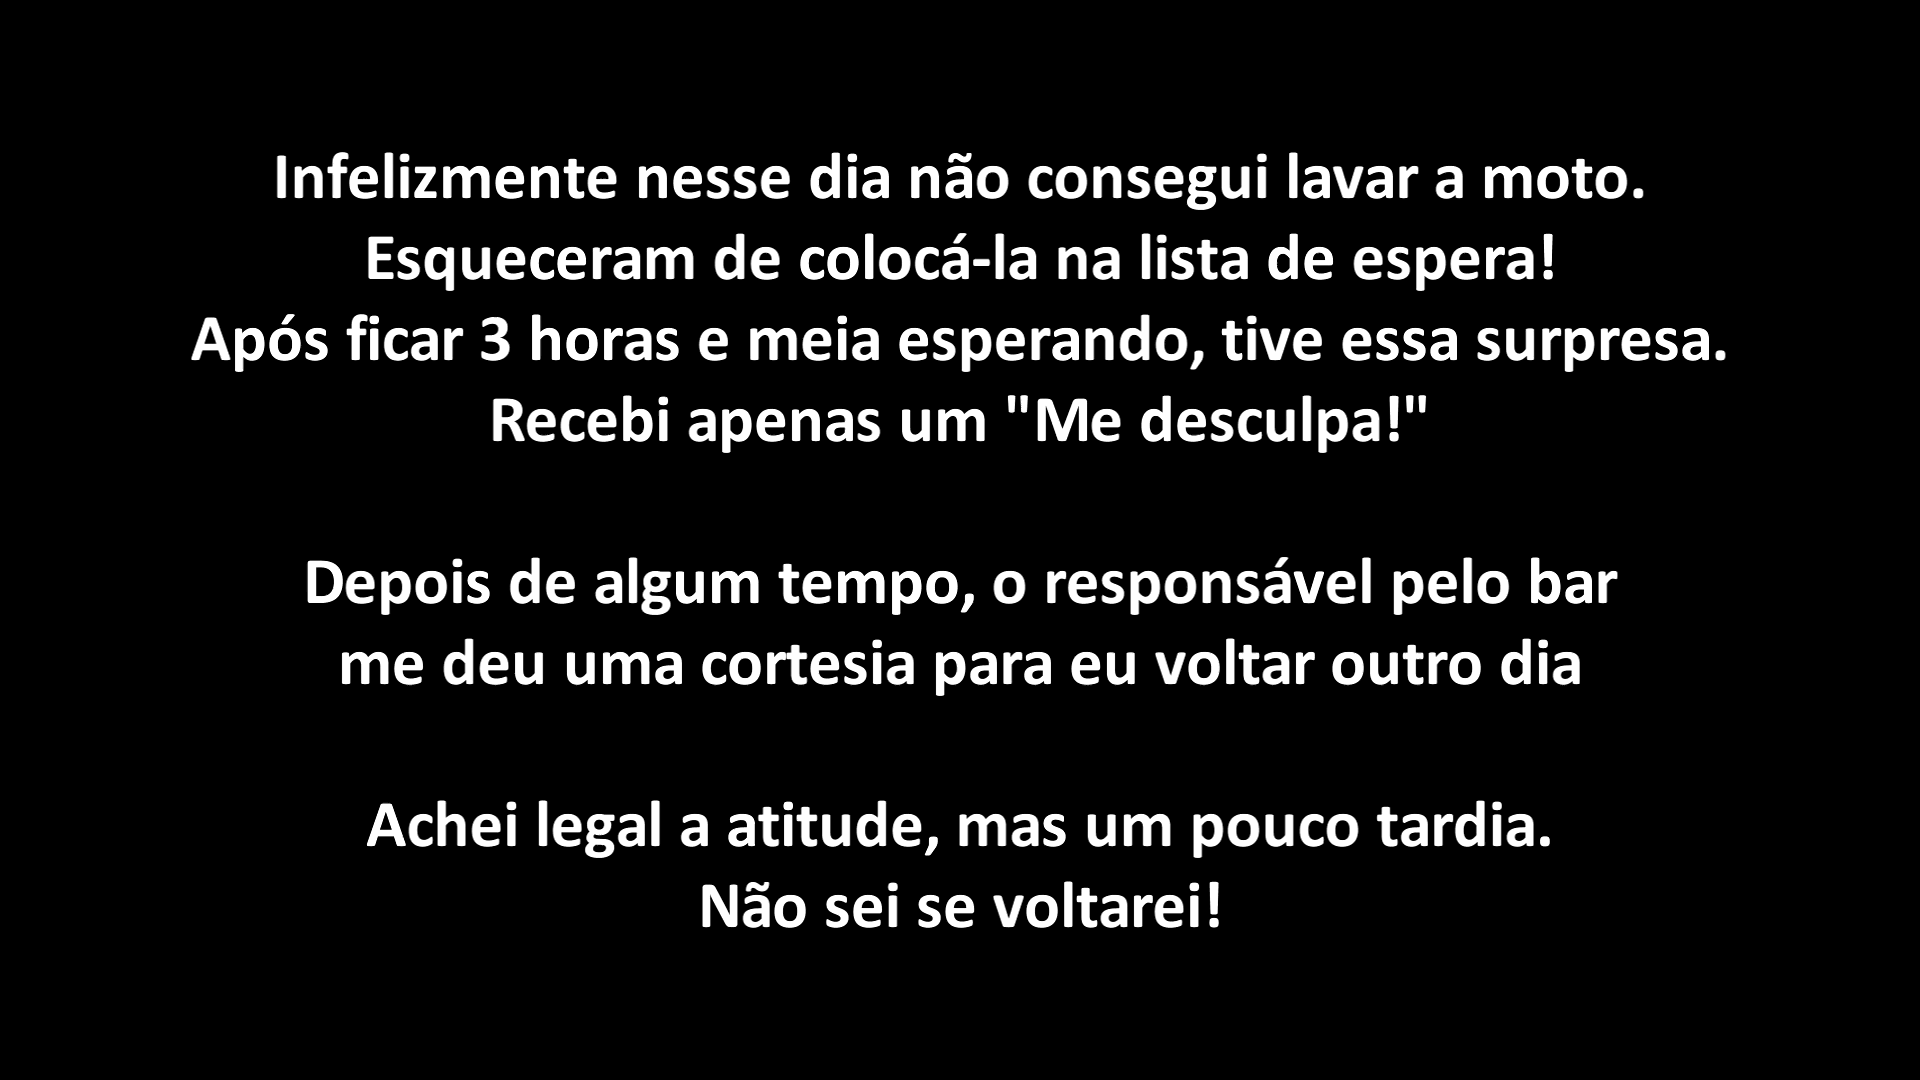 Infelizmente nesse dia não consegui lavar a moto.
Esqueceram de colocá-la na lista de espera!
Após ficar 3 horas e meia esperando, tive essa surpresa.
Recebi apenas um "Me desculpa!"
Depois de algum tempo, o responsável pelo bar
me deu uma cortesia para eu voltar outro dia
Achei legal a atitude, mas um pouco tardia.
Não sei se voltarei!